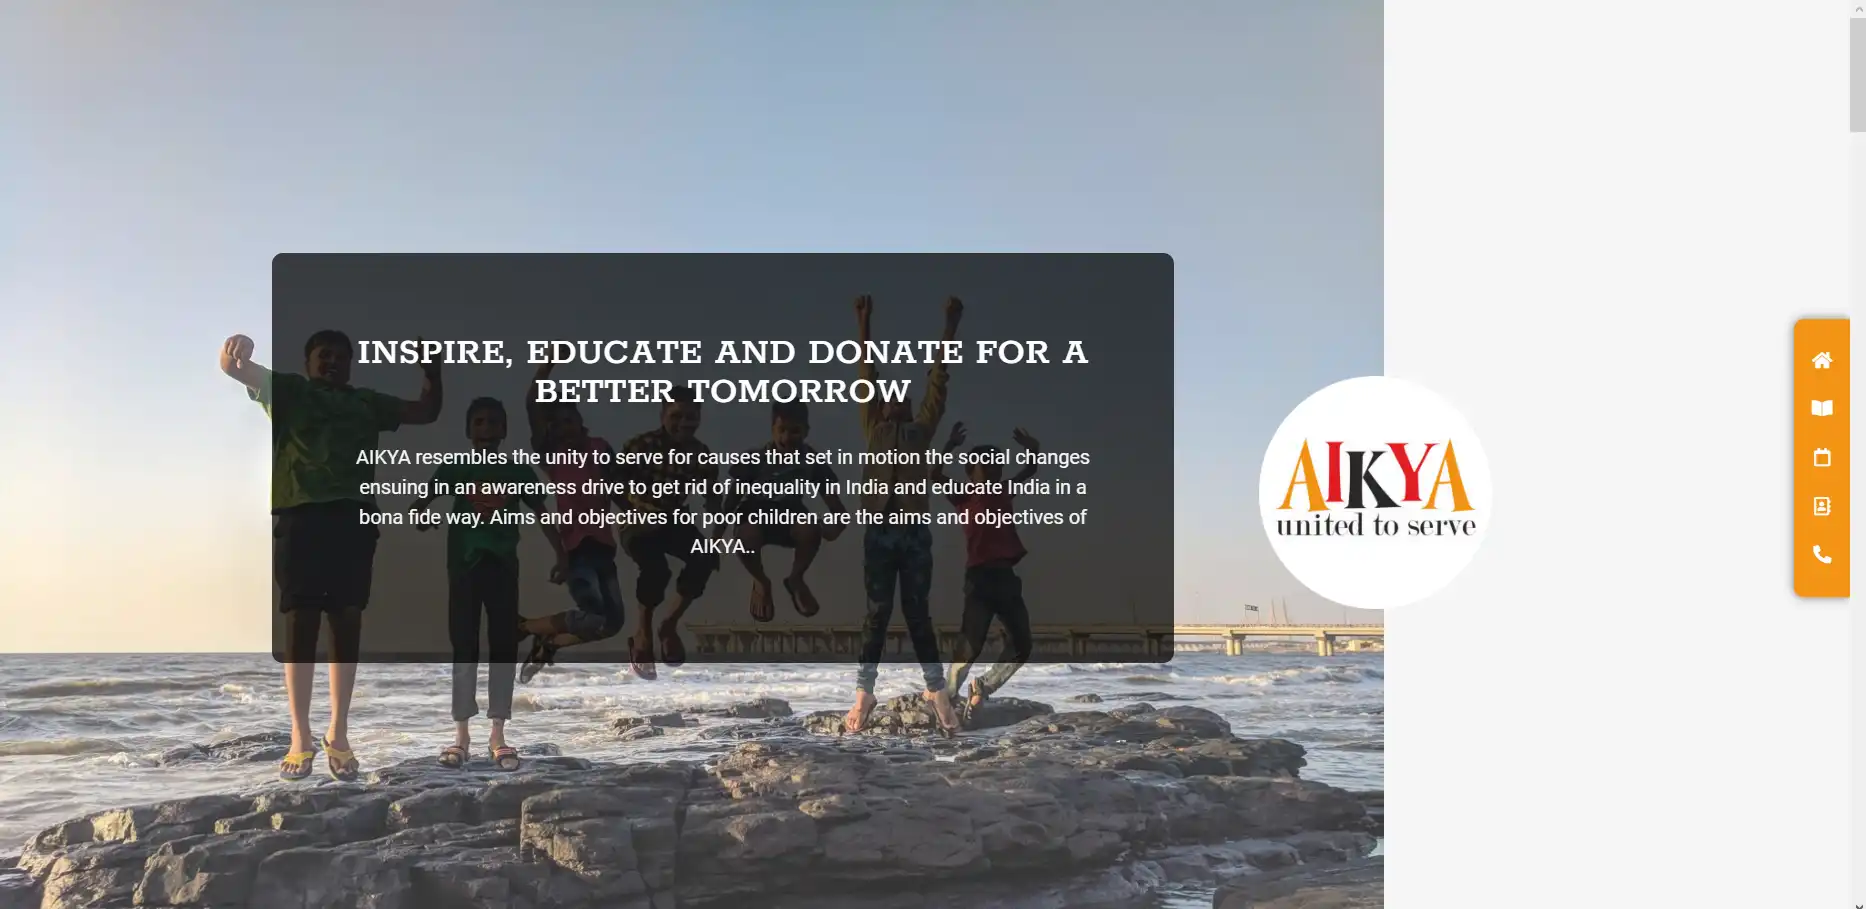 INSPIRE, EDUCATE AND DONATE FOR A
BETTER TOMORROW
AIKYA resembles the unity to serve for causes that set in motion the social changes
ensuing in an awareness drive to get rid of inequality in India and educate India in a
bona fide way. Aims and objectives for poor children are the aims and objectives of
AIKYA..
AIKYA
united to serve